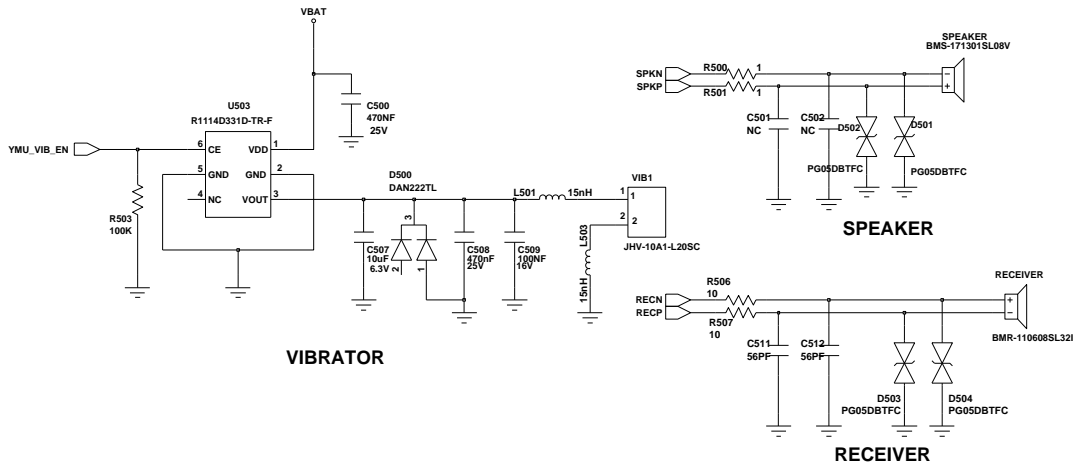 VBAT
U503
R1114D331D-TR-F
C500
470NF
25V
YMU_VIB_EN
6 CE VDD 1
5 GND GND 2
4 NC VOUT 3
R503
100K
D500
DAN222TL
3
2
1
C507
10uF
6.3V
C508
470nF
25V
C509
100NF
16V
L501 15nH
VIB1
1 1
2 2
JHV-10A1-L20SC
L503
15nH
VIBRATOR
SPEAKER
BMS-171301SL08V
SPKN R500 1
SPKP R501 1
-
+
C501
NC
C502
NC
D502
D501
PG05DBTFC
PG05DBTFC
SPEAKER
RECEIVER
RECN R506
10
RECP R507
10
+
-
BMR-110608SL32I
C511
56PF
C512
56PF
D503
PG05DBTFC
D504
PG05DBTFC
RECEIVER